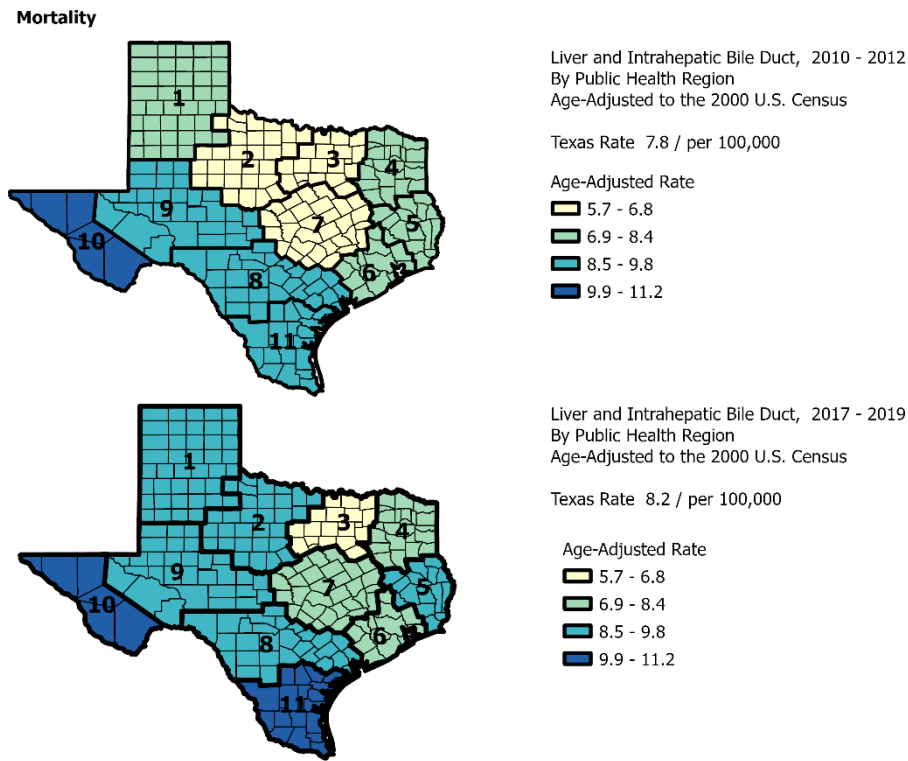 Mortality
Liver and Intrahepatic Bile Duct, 2010 - 2012
By Public Health Region
Age-Adjusted to the 2000 U.S. Census
Texas Rate 7.8 / per 100,000
Age-Adjusted Rate
5.7 - 6.8
6.9 - 8.4
8.5 - 9.8
9.9 - 11.2
1
2
3
4
9
7
5
10
6
8
11
Liver and Intrahepatic Bile Duct, 2017 - 2019
By Public Health Region
Age-Adjusted to the 2000 U.S. Census
Texas Rate 8.2 / per 100,000
Age-Adjusted Rate
5.7 - 6.8
6.9 - 8.4
8.5 - 9.8
9.9 - 11.2
1
2
3
4
9
7
5
10
6
8
11